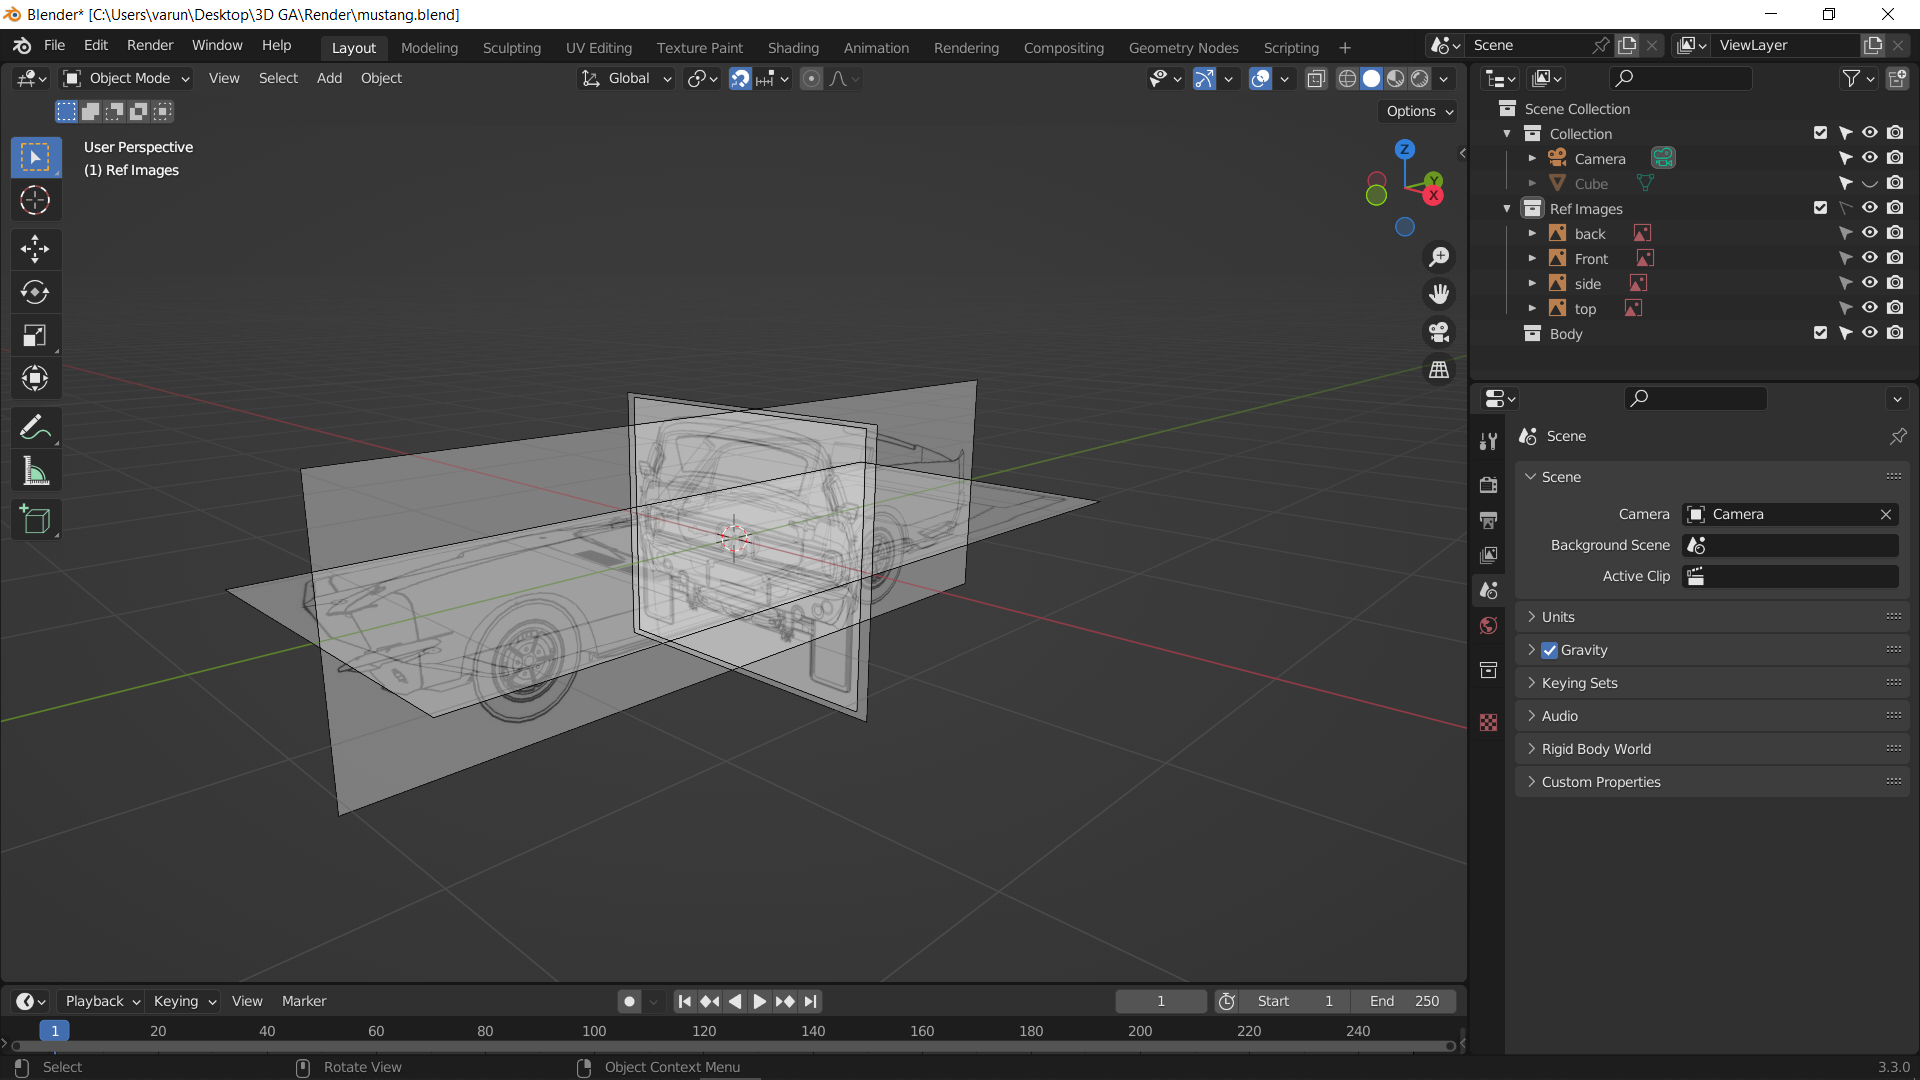 Blender* [C:\Users\varun\Desktop\3D GA\Render\mustang.blend]
File Edit Render Window Help Layout Modeling Sculpting UV Editing Texture Paint Shading Animation Rendering Compositing Geometry Nodes Scripting + Scene ViewLayer
Object Mode View Select Add Object Global
Options
User Perspective
(1) Ref Images
Z
Y
X
Scene Collection
Collection
Camera
Cube
Ref Images
back
Front
side
top
Body
Scene
Scene
Camera Camera
Background Scene
Active Clip
Units
Gravity
Keying Sets
Audio
Rigid Body World
Custom Properties
Playback Keying View Marker 1 Start 1 End 250
1 20 40 60 80 100 120 140 160 180 200 220 240
Select Rotate View Object Context Menu 3.3.0